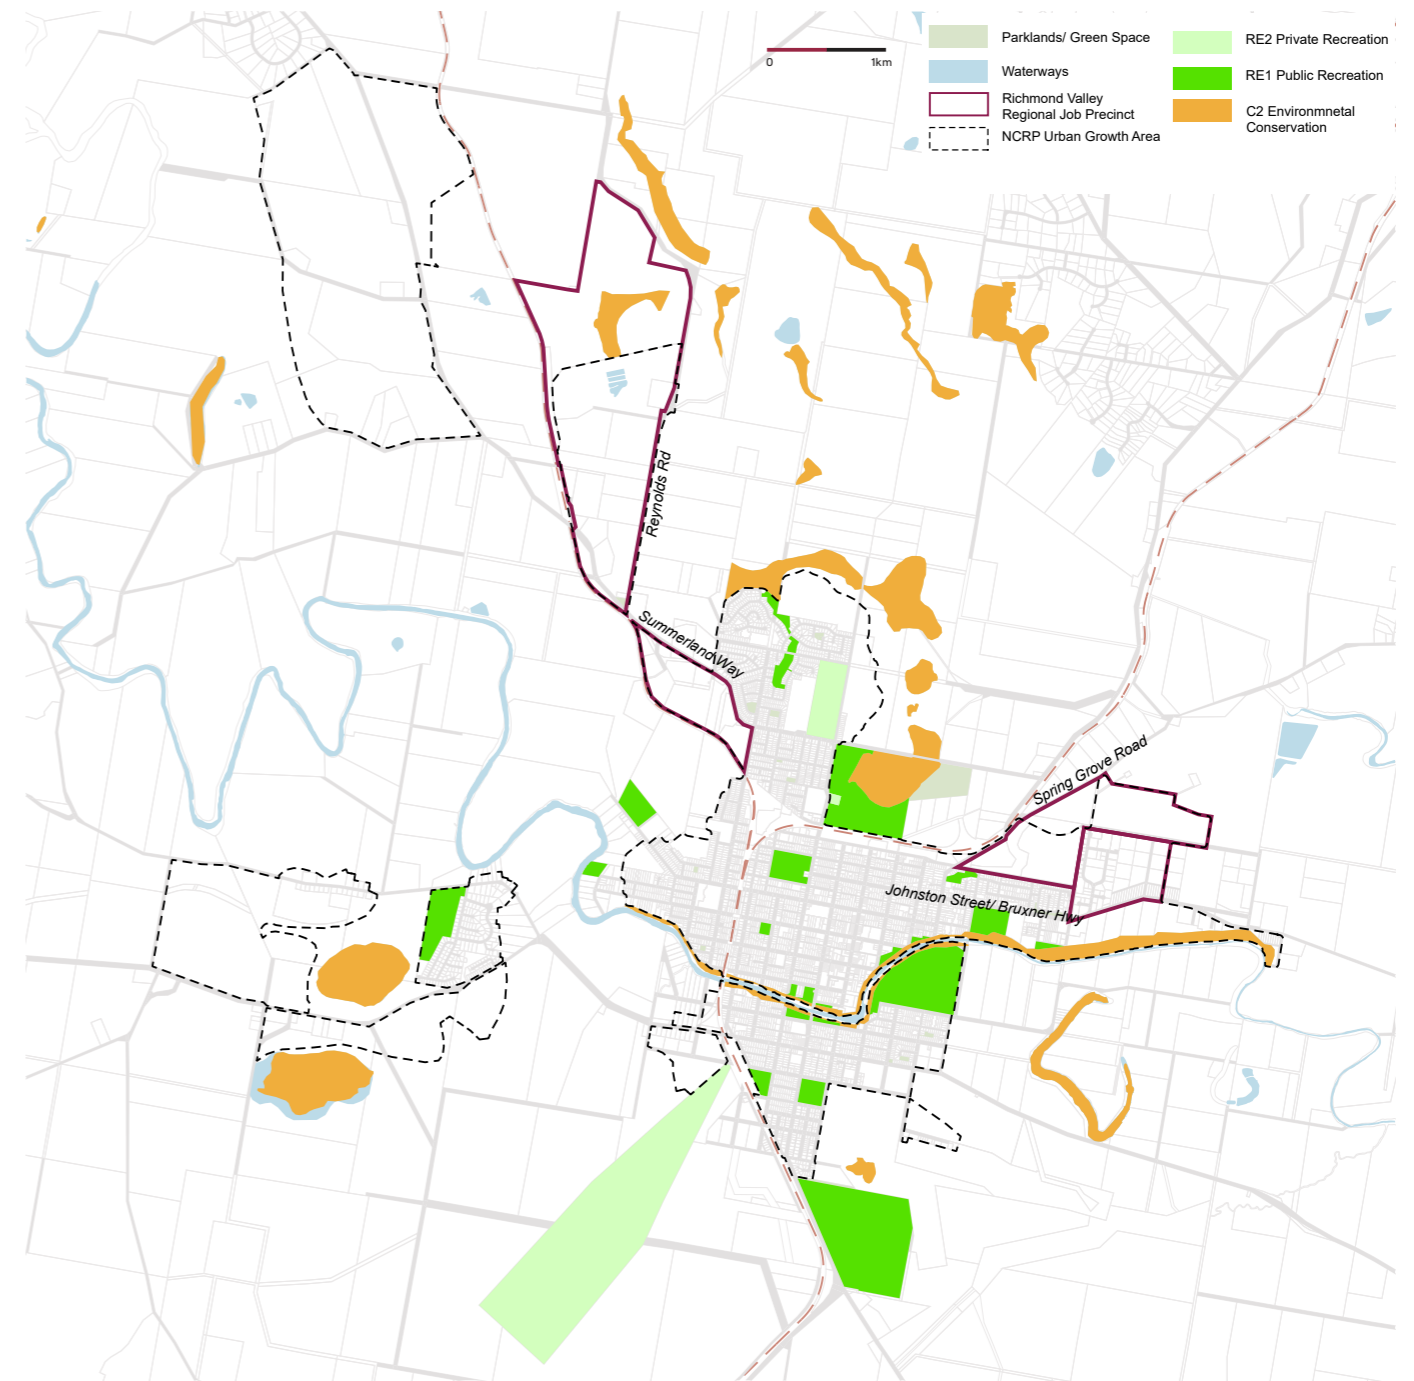 0
1km
Parklands/ Green Space
Waterways
Richmond Valley
Regional Job Precinct
NCRP Urban Growth Area
RE2 Private Recreation
RE1 Public Recreation
C2 Environmnetal
Conservation
Reynolds Rd
Summerland Way
Spring Grove Road
Johnston Street/ Bruxner Hwy